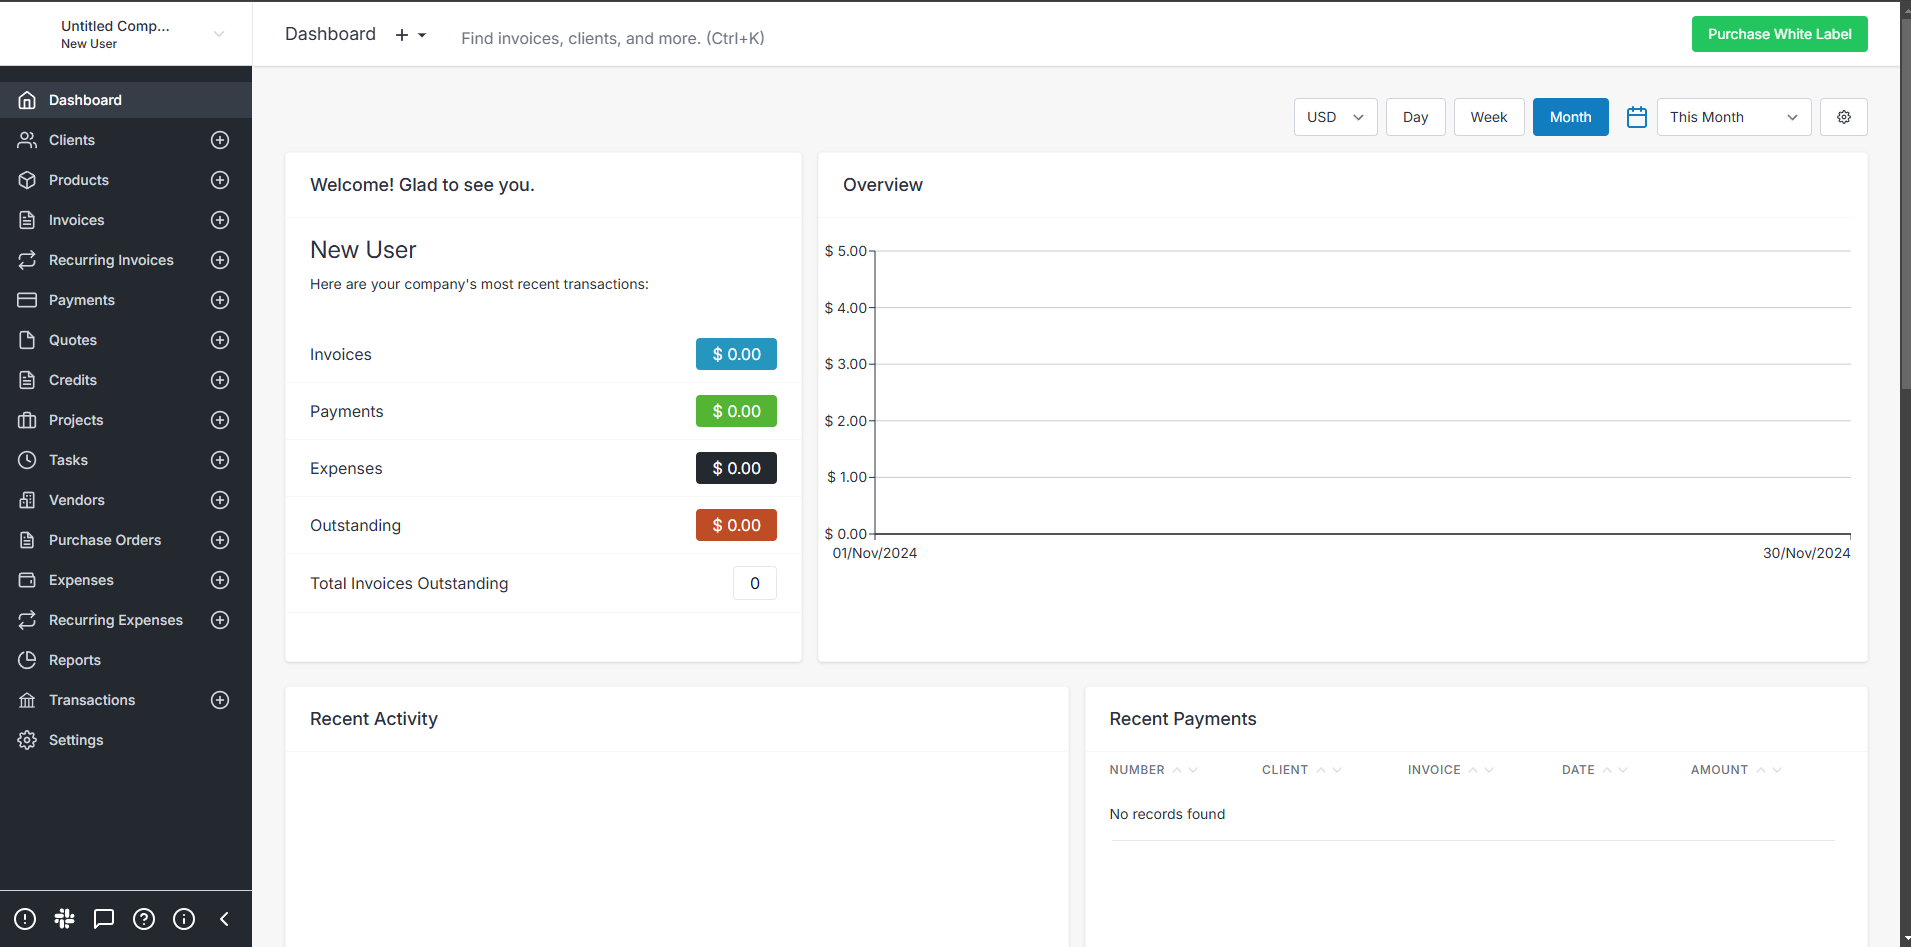 Untitled Comp...
New User
Dashboard
Find invoices, clients, and more. (Ctrl+K)
Purchase White Label
Dashboard
Clients
Products
Invoices
Recurring Invoices
Payments
Quotes
Credits
Projects
Tasks
Vendors
Purchase Orders
Expenses
Recurring Expenses
Reports
Transactions
Settings
USD
Day
Week
Month
This Month
Welcome! Glad to see you.
New User
Here are your company's most recent transactions:
Invoices $ 0.00
Payments $ 0.00
Expenses $ 0.00
Outstanding $ 0.00
Total Invoices Outstanding 0
Overview
$ 5.00
$ 4.00
$ 3.00
$ 2.00
$ 1.00
$ 0.00
01/Nov/2024 30/Nov/2024
Recent Activity
Recent Payments
NUMBER CLIENT INVOICE DATE AMOUNT
No records found